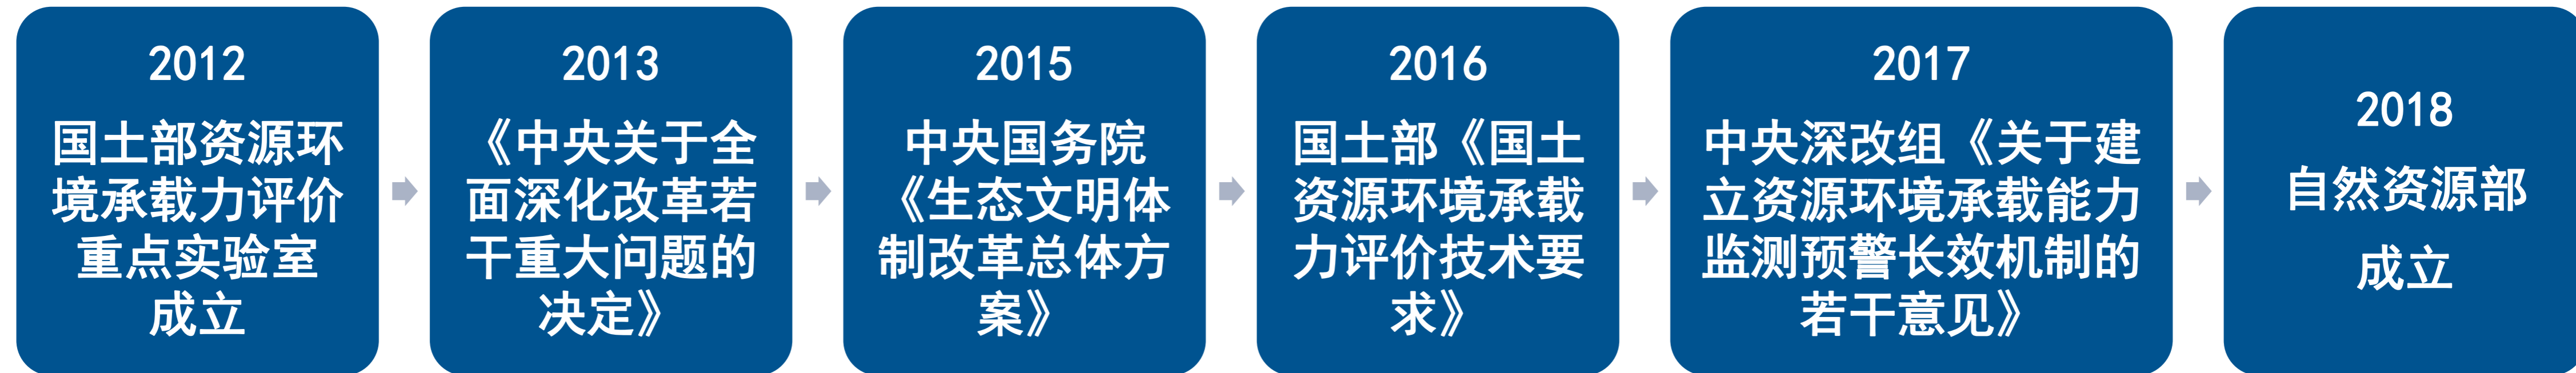 2012
国土部资源环
境承载力评价
重点实验室
成立
2013
《中央关于全
面深化改革若
干重大问题的
决定》
2015
中央国务院
《生态文明体
制改革总体方
案》
2016
国土部《国土
资源环境承载
力评价技术要
求》
2017
中央深改组《关于建
立资源环境承载能力
监测预警长效机制的
若干意见》
2018
自然资源部
成立